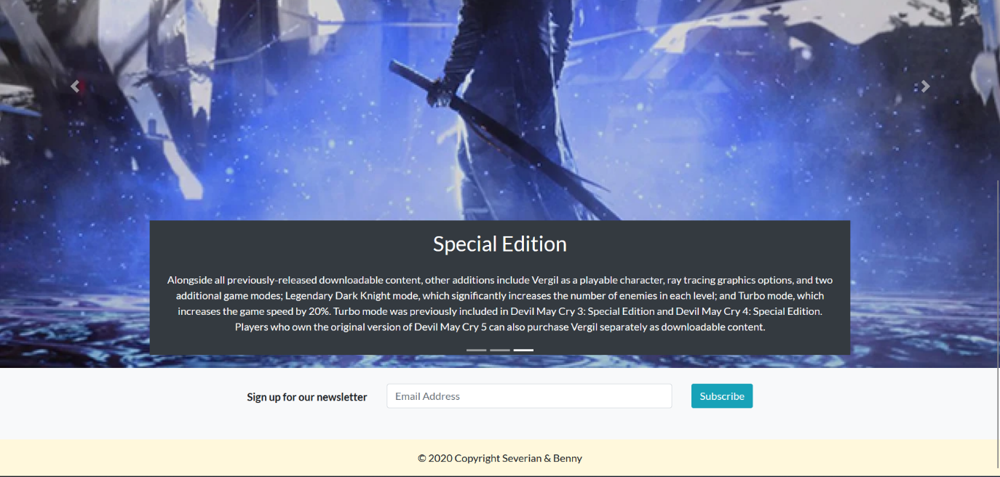 Special Edition
Alongside all previously-released downloadable content, other additions include Vergil as a playable character, ray tracing graphics options, and two
additional game modes; Legendary Dark Knight mode, which significantly increases the number of enemies in each level; and Turbo mode, which
increases the game speed by 20%. Turbo mode was previously included in Devil May Cry 3: Special Edition and Devil May Cry 4: Special Edition.
Players who own the original version of Devil May Cry 5 can also purchase Vergil separately as downloadable content.
Sign up for our newsletter
Email Address
Subscribe
© 2020 Copyright Severian & Benny